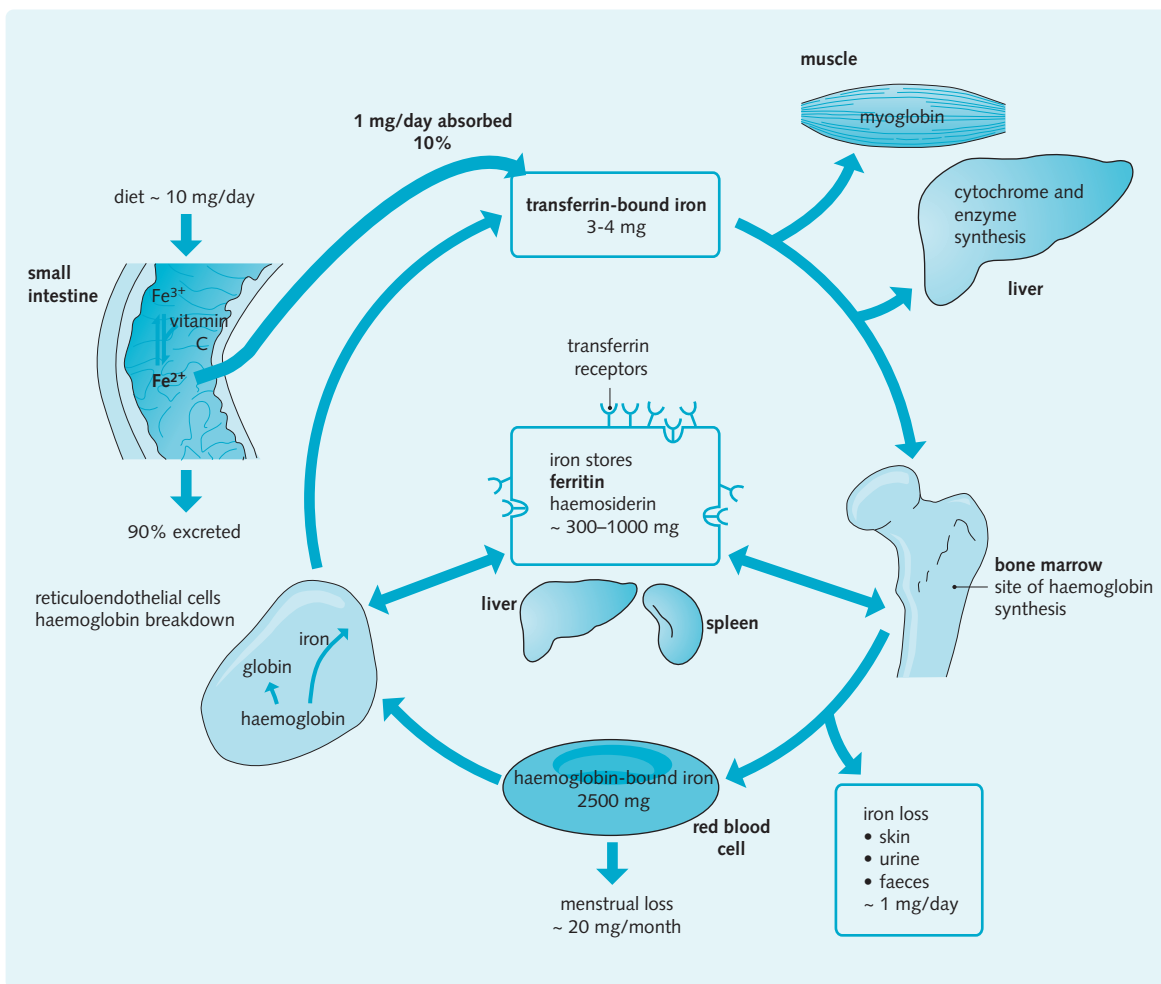 muscle
myoglobin
1 mg/day absorbed
10%
diet ~ 10 mg/day
transferrin-bound iron
3-4 mg
cytochrome and
enzyme
synthesis
liver
small
intestine
Fe³⁺
vitamin
C
Fe²⁺
90% excreted
transferrin
receptors
iron stores
ferritin
haemosiderin
~ 300–1000 mg
liver
spleen
bone marrow
site of haemoglobin
synthesis
reticuloendothelial cells
haemoglobin breakdown
iron
globin
haemoglobin
haemoglobin-bound iron
2500 mg
red blood
cell
menstrual loss
~ 20 mg/month
iron loss
• skin
• urine
• faeces
~ 1 mg/day